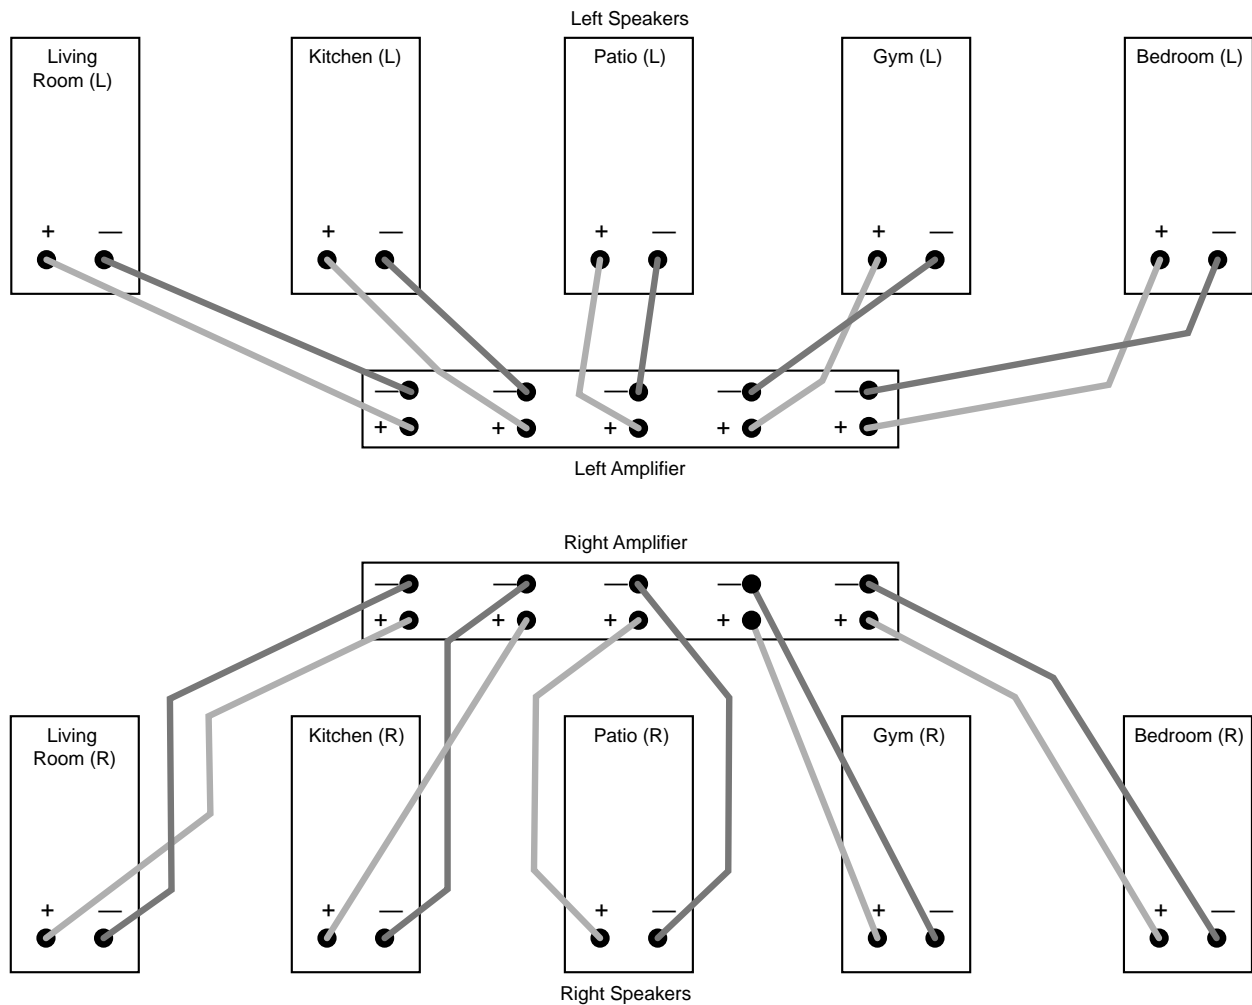 Left Speakers
Living
Room (L)
Kitchen (L)
Patio (L)
Gym (L)
Bedroom (L)
+ —
+ —
+ —
+ —
+ —
— — — — —
+ + + + +
Left Amplifier
Right Amplifier
— — — — —
+ + + + +
Living
Room (R)
Kitchen (R)
Patio (R)
Gym (R)
Bedroom (R)
+ —
+ —
+ —
+ —
+ —
Right Speakers